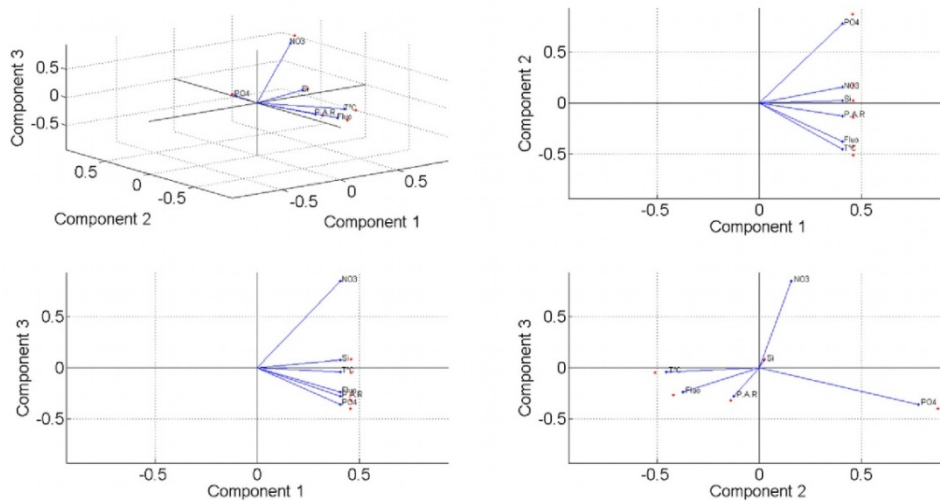 NO3
0.5
0
-0.5
Component 3
PO4
Si
T°C
P.A.R
Fluo
0.5
0
-0.5
Component 2
-0.5
0
0.5
Component 1
PO4
0.5
NO3
Si
0
P.A.R
Fluo
T°C
-0.5
Component 2
-0.5
0
0.5
Component 1
NO3
0.5
Si
0
T°C
Fluo
P.A.R
PO4
-0.5
Component 3
-0.5
0
0.5
Component 1
NO3
0.5
Si
0
T°C
Fluo
P.A.R
PO4
-0.5
Component 3
-0.5
0
0.5
Component 2